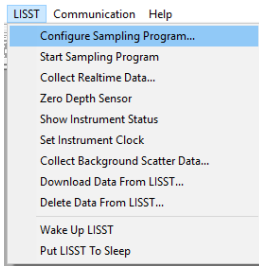 LISST Communication Help
Configure Sampling Program...
Start Sampling Program
Collect Realtime Data...
Zero Depth Sensor
Show Instrument Status
Set Instrument Clock
Collect Background Scatter Data...
Download Data From LISST...
Delete Data From LISST...
Wake Up LISST
Put LISST To Sleep